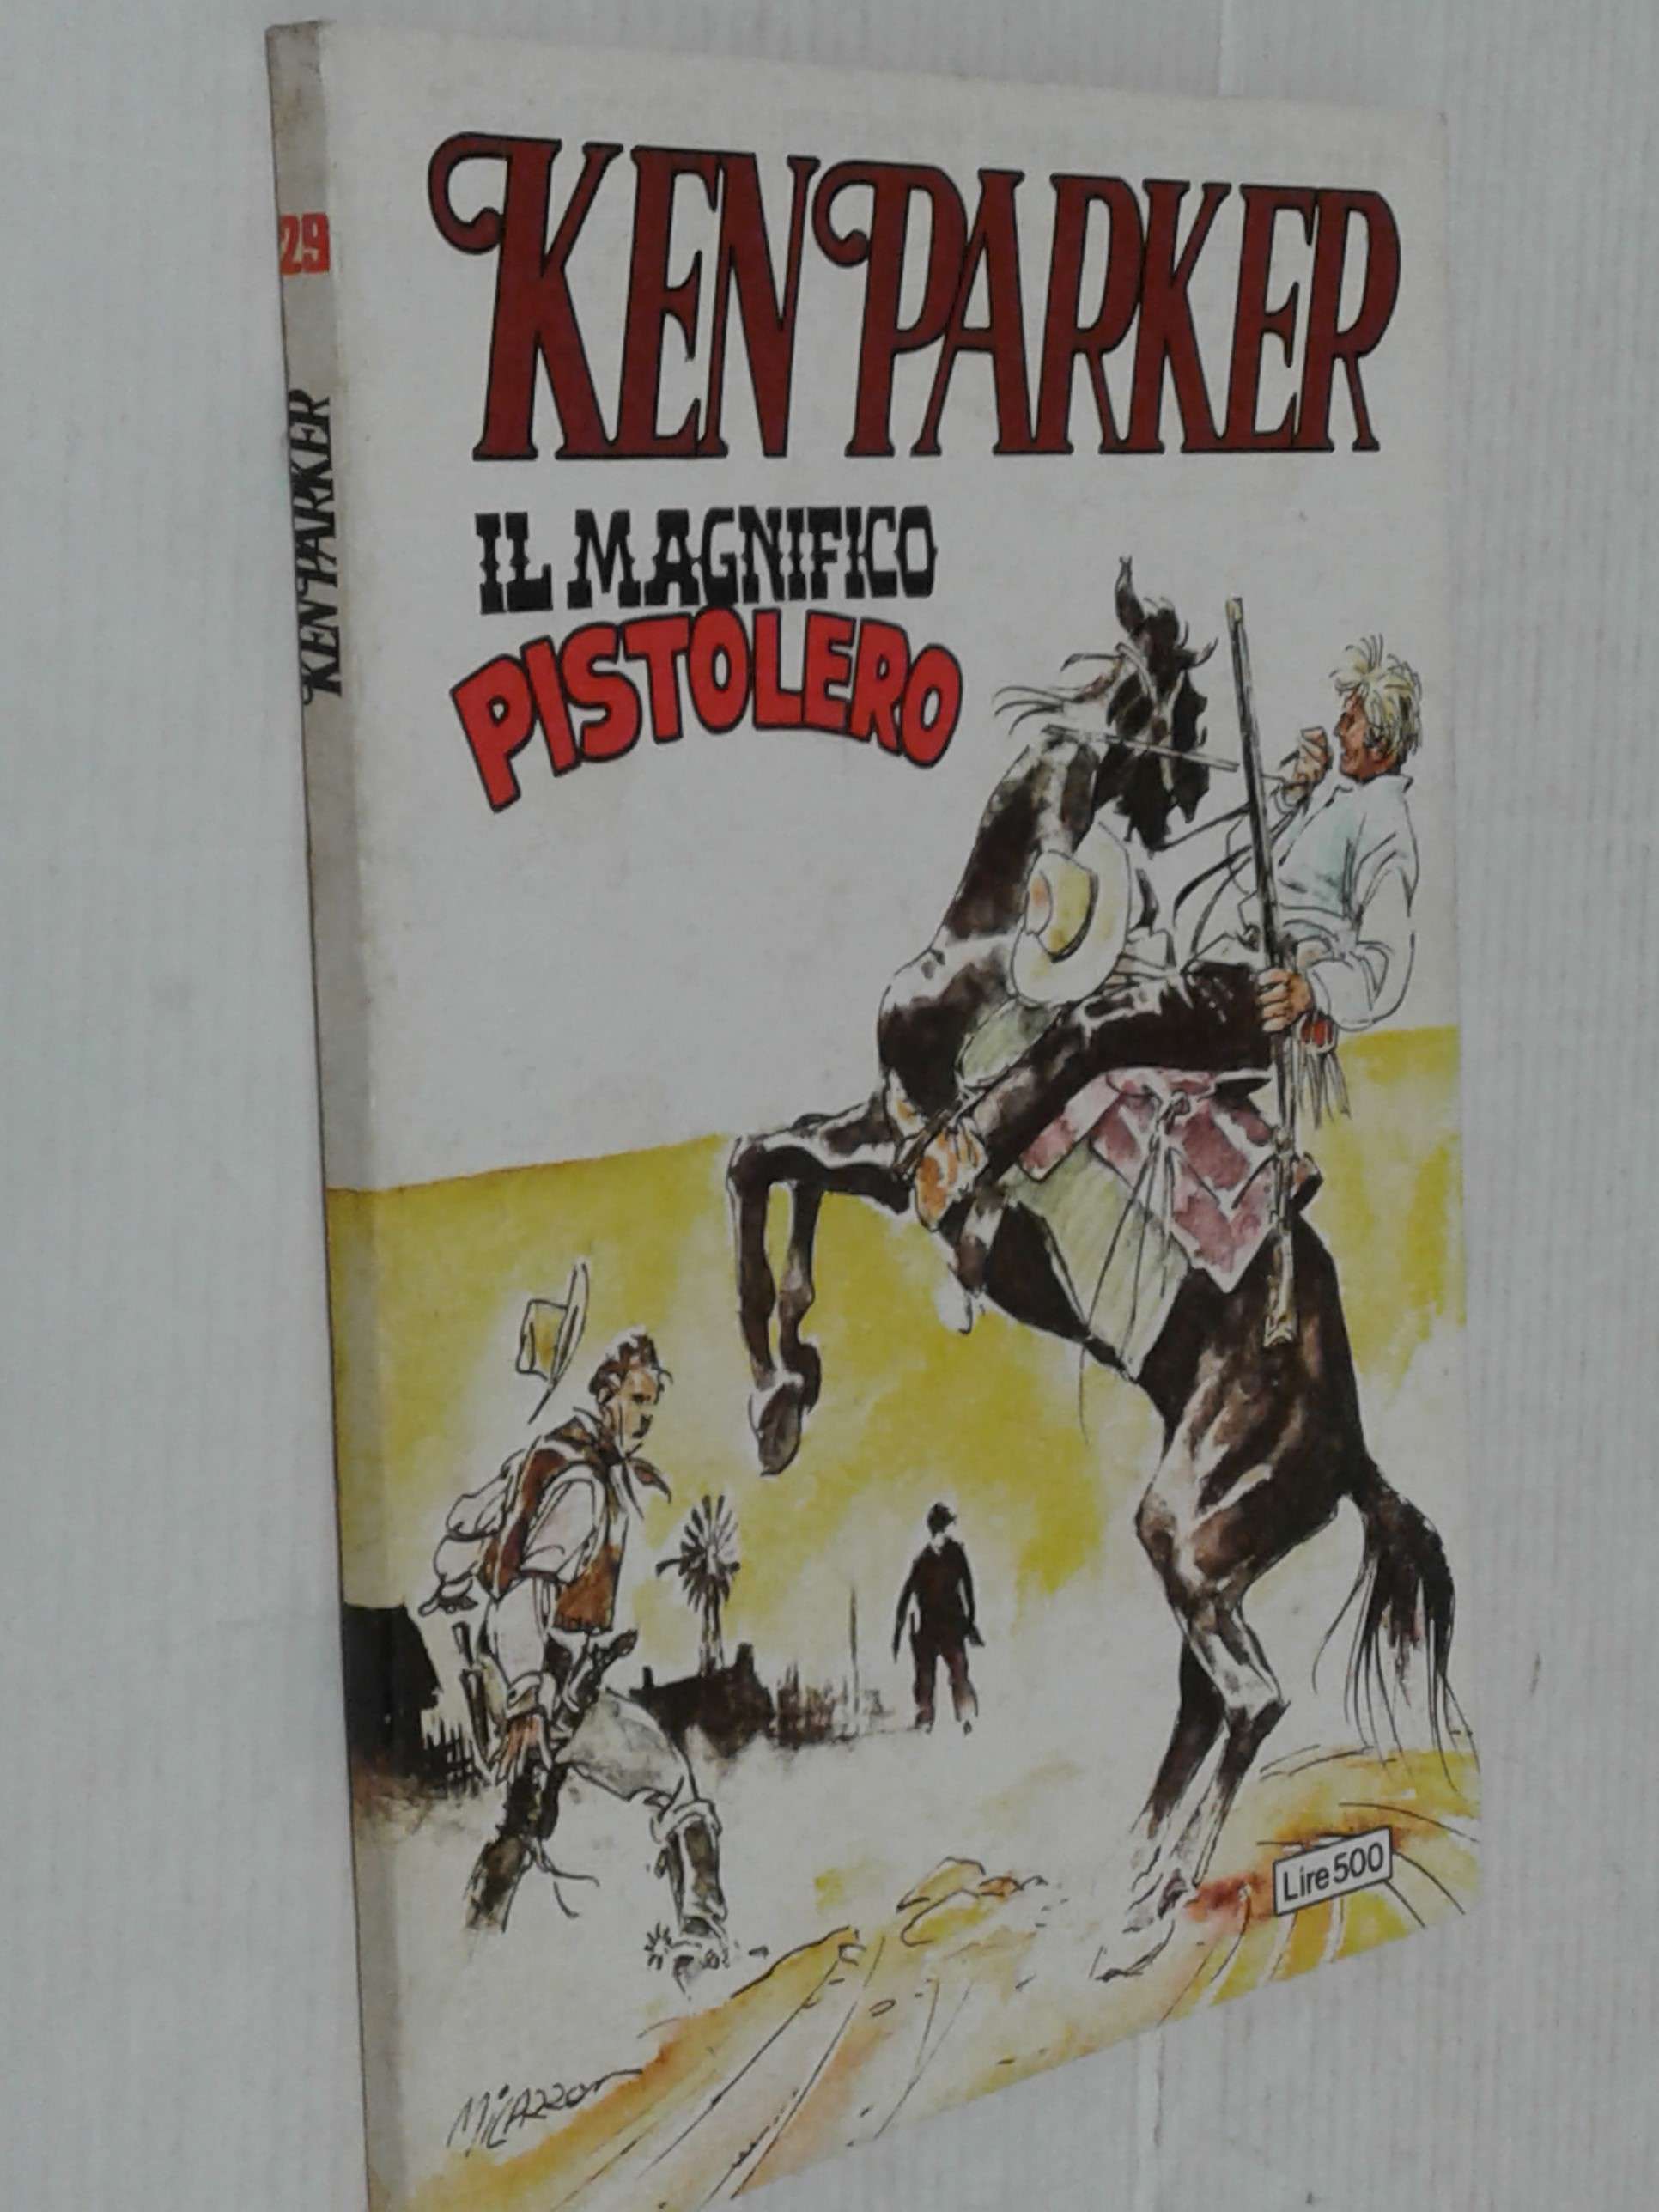 29
KEN PARKER
KEN PARKER
IL MAGNIFICO
PISTOLERO
Lire 500
MILAZZO